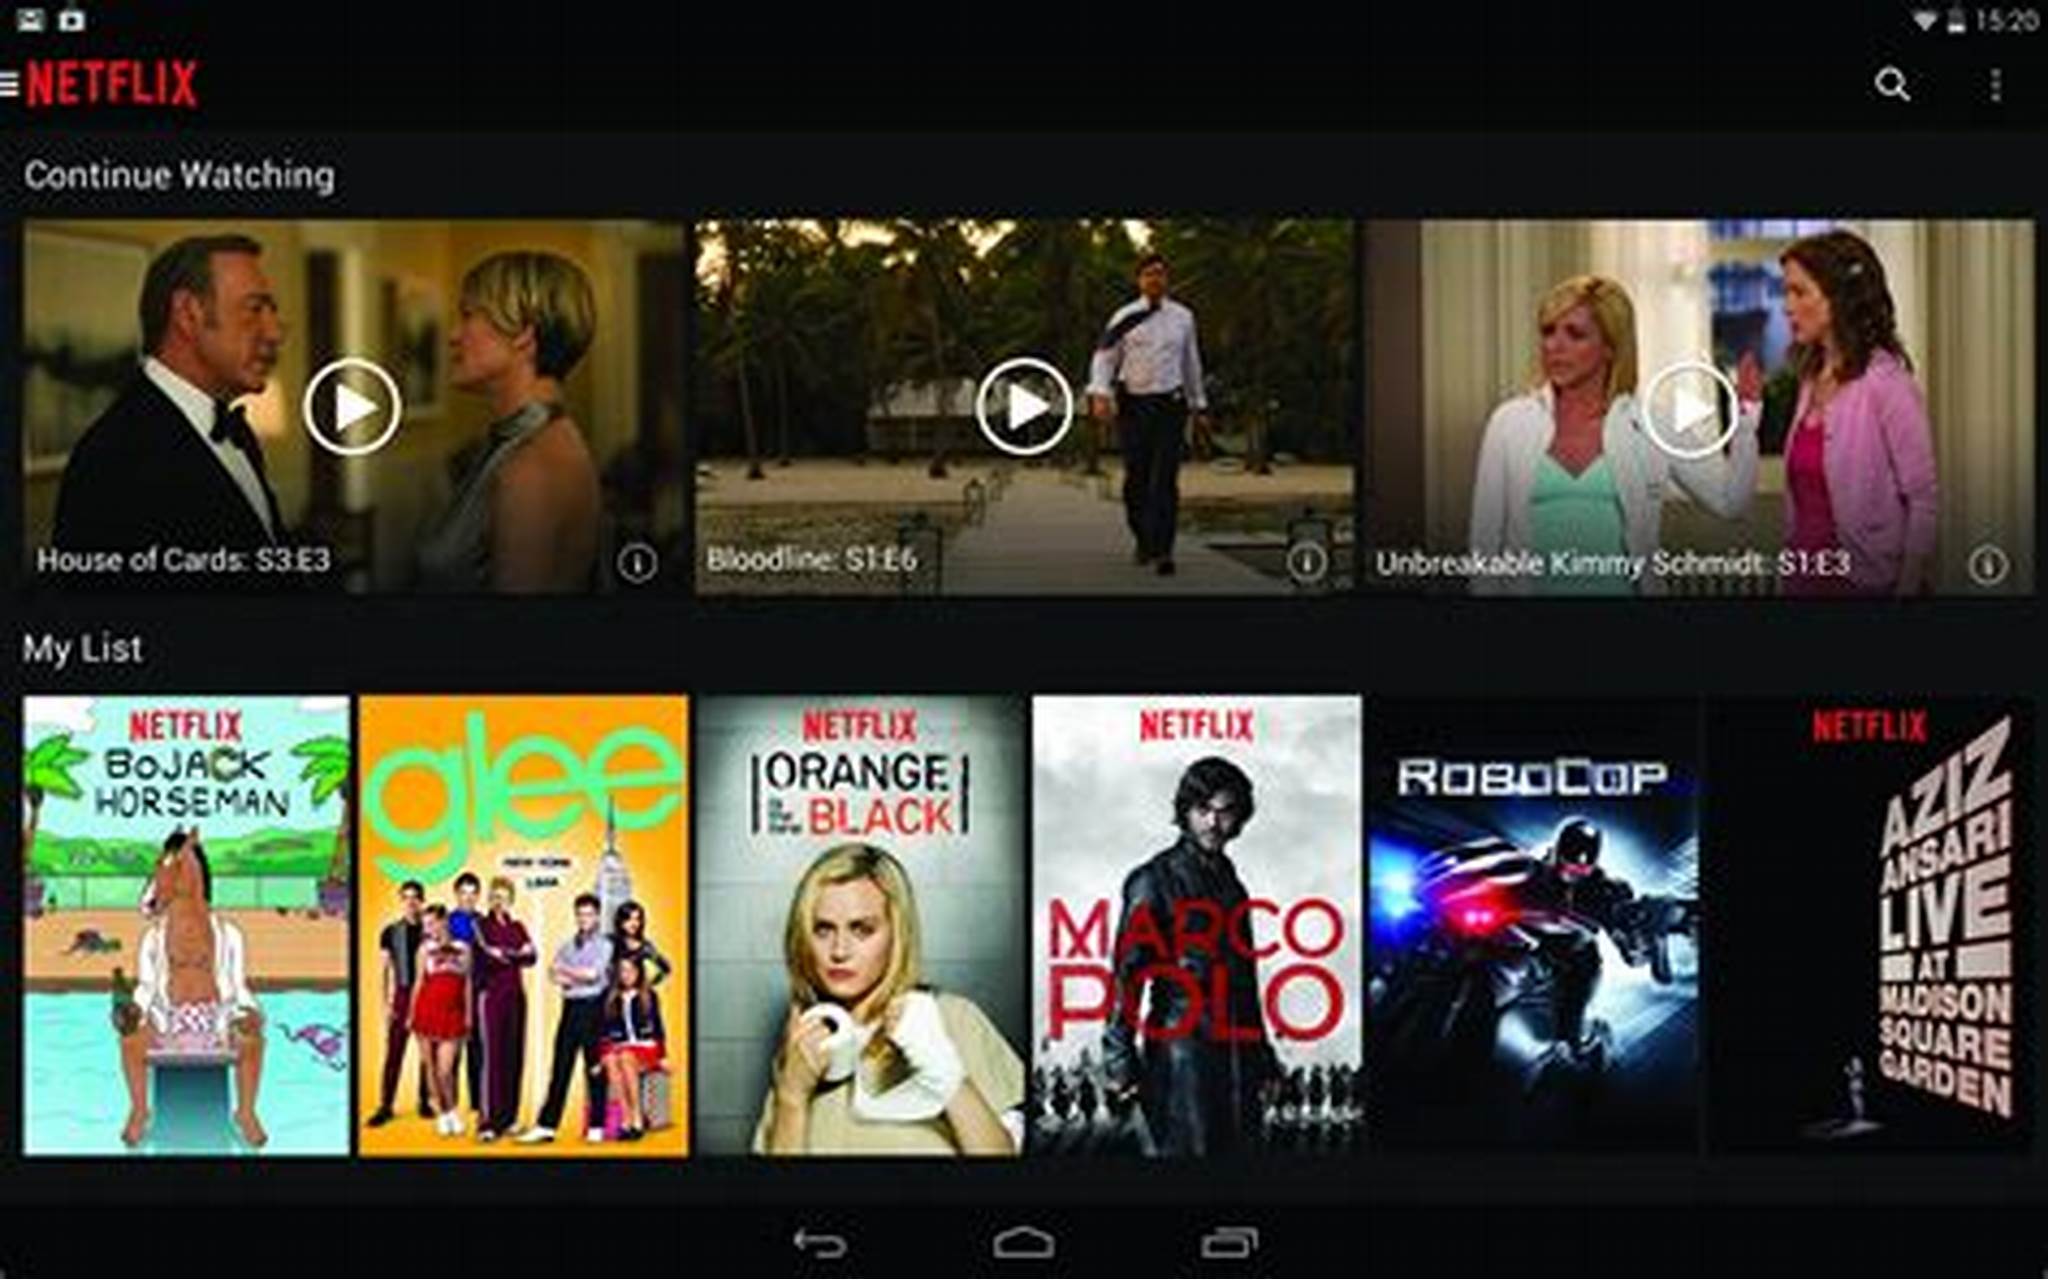 15:20
NETFLIX
Continue Watching
House of Cards: S3:E3
Bloodline: S1:E6
Unbreakable Kimmy Schmidt: S1:E3
My List
NETFLIX
BoJACK
HORSEMAN
glee
NEW YORK
NETFLIX
ORANGE
is the new BLACK
NETFLIX
MARCO
POLO
ROBOCOP
NETFLIX
AZIZ
ANSARI
LIVE
AT
MADISON
SQUARE
GARDEN